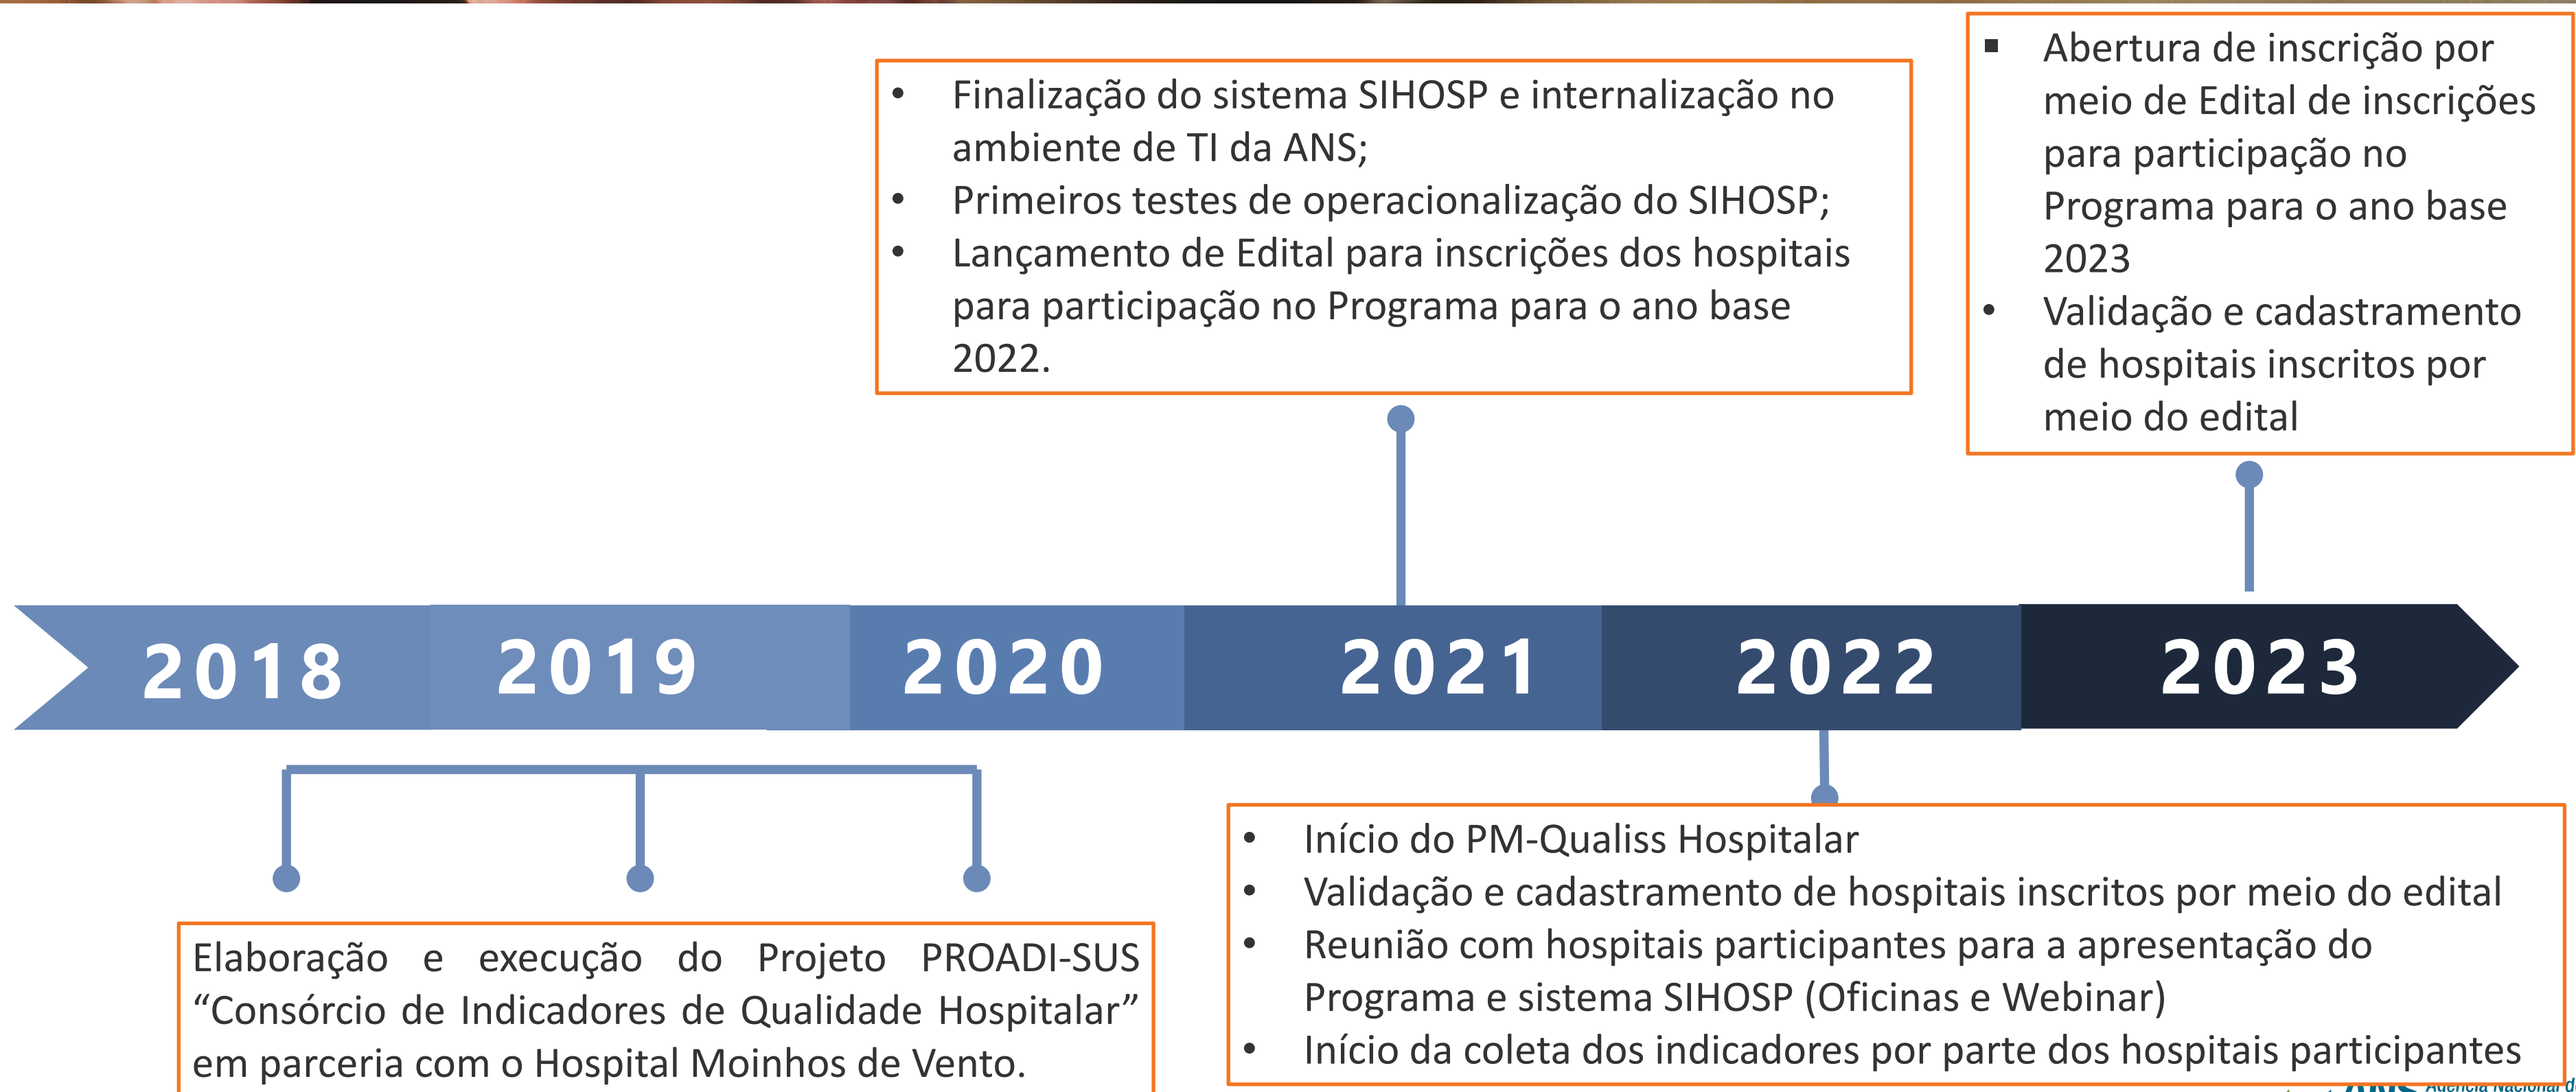 • Finalização do sistema SIHOSP e internalização no
ambiente de TI da ANS;
• Primeiros testes de operacionalização do SIHOSP;
• Lançamento de Edital para inscrições dos hospitais
para participação no Programa para o ano base
2022.
▪ Abertura de inscrição por
meio de Edital de inscrições
para participação no
Programa para o ano base
2023
• Validação e cadastramento
de hospitais inscritos por
meio do edital
2018 2019 2020 2021 2022 2023
Elaboração e execução do Projeto PROADI-SUS
“Consórcio de Indicadores de Qualidade Hospitalar”
em parceria com o Hospital Moinhos de Vento.
• Início do PM-Qualiss Hospitalar
• Validação e cadastramento de hospitais inscritos por meio do edital
• Reunião com hospitais participantes para a apresentação do
Programa e sistema SIHOSP (Oficinas e Webinar)
• Início da coleta dos indicadores por parte dos hospitais participantes
ANS Agência Nacional d